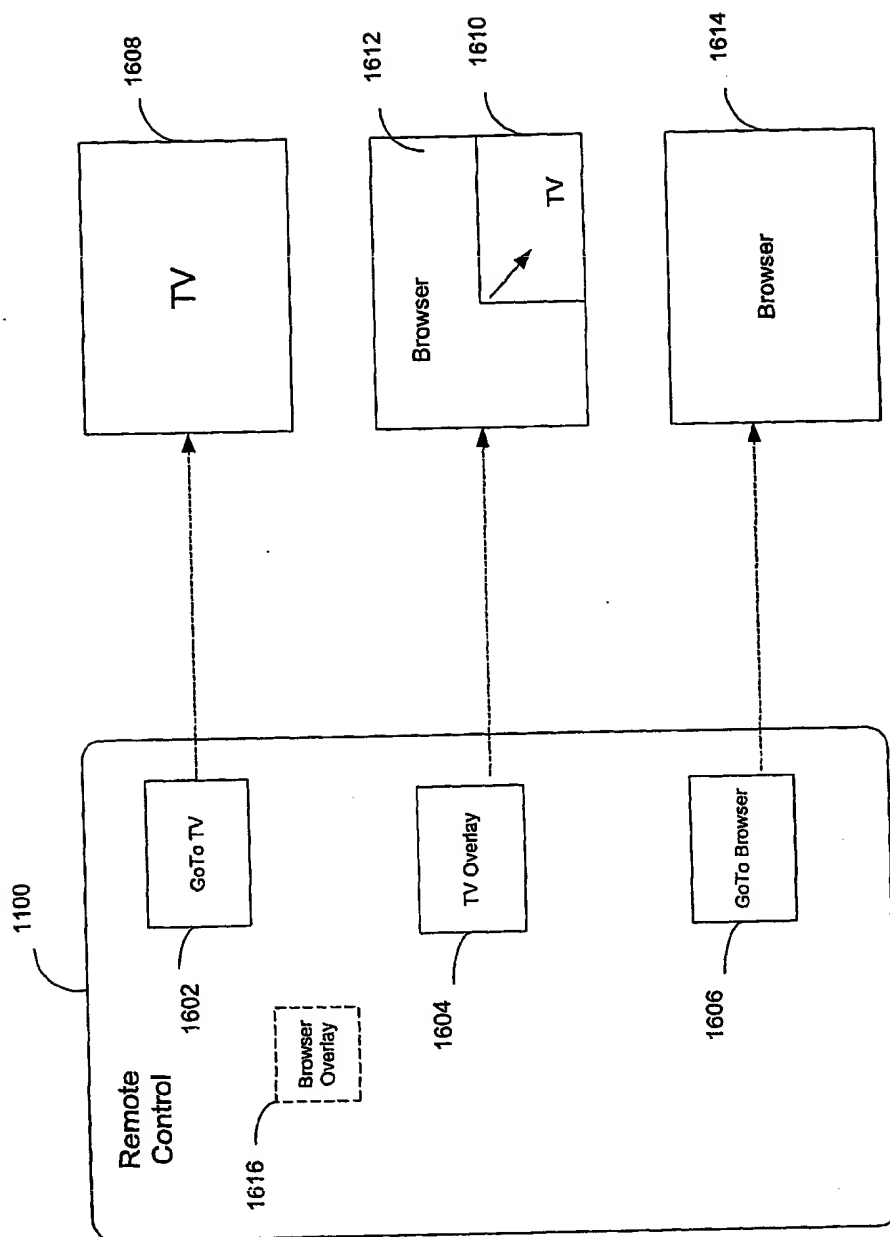 1100
Remote
Control
1616
Browser
Overlay
1602
GoTo TV
1604
TV Overlay
1606
GoTo Browser
1608
TV
1612
1610
Browser
TV
1614
Browser